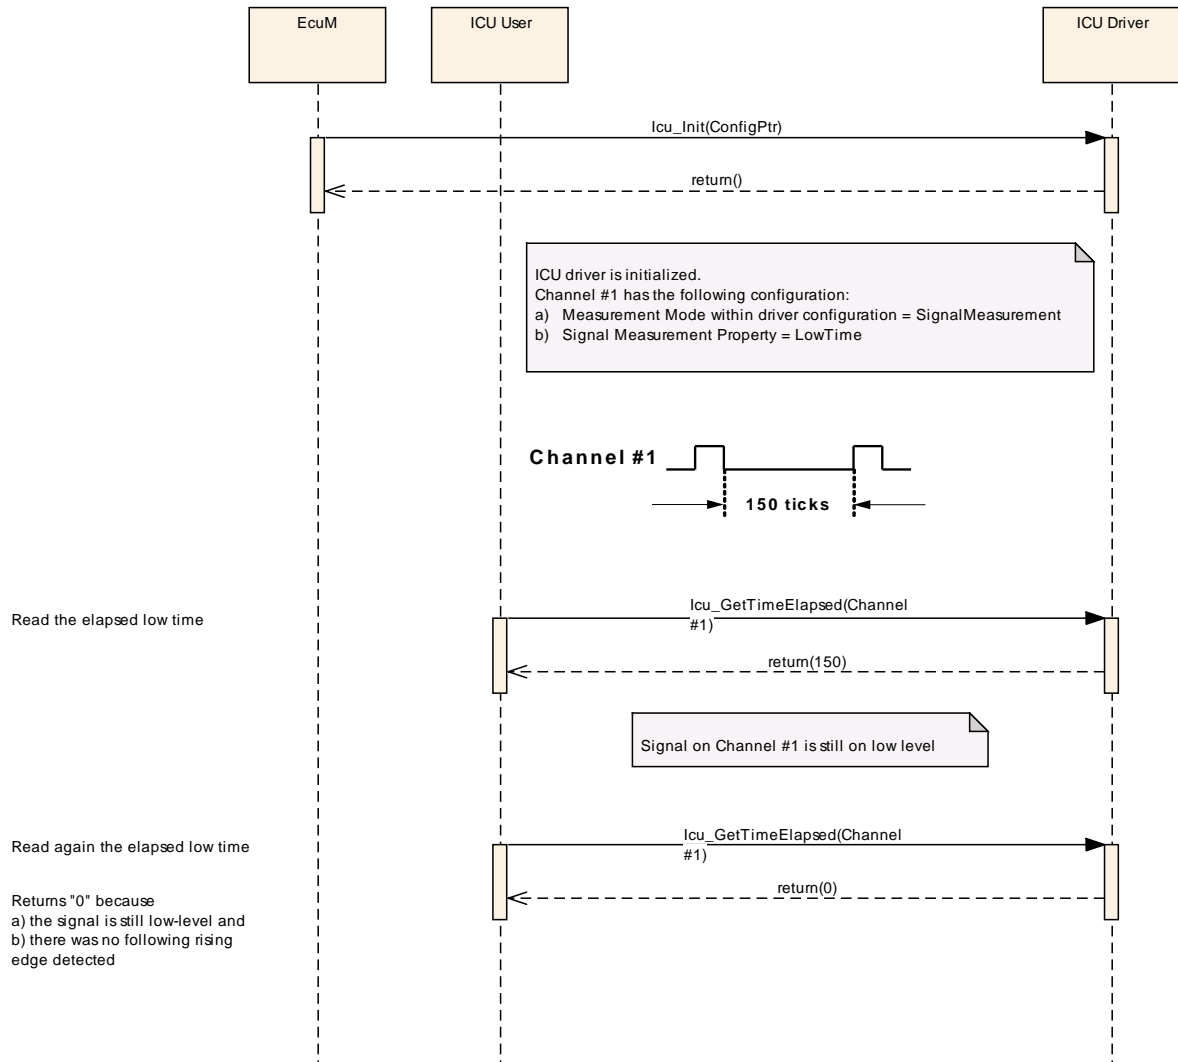 EcuM
ICU User
ICU Driver
Icu_Init(ConfigPtr)
return()
ICU driver is initialized.
Channel #1 has the following configuration:
a) Measurement Mode within driver configuration = SignalMeasurement
b) Signal Measurement Property = LowTime
Channel #1
150 ticks
Read the elapsed low time
Icu_GetTimeElapsed(Channel
#1)
return(150)
Signal on Channel #1 is still on low level
Read again the elapsed low time
Icu_GetTimeElapsed(Channel
#1)
return(0)
Returns "0" because
a) the signal is still low-level and
b) there was no following rising
edge detected